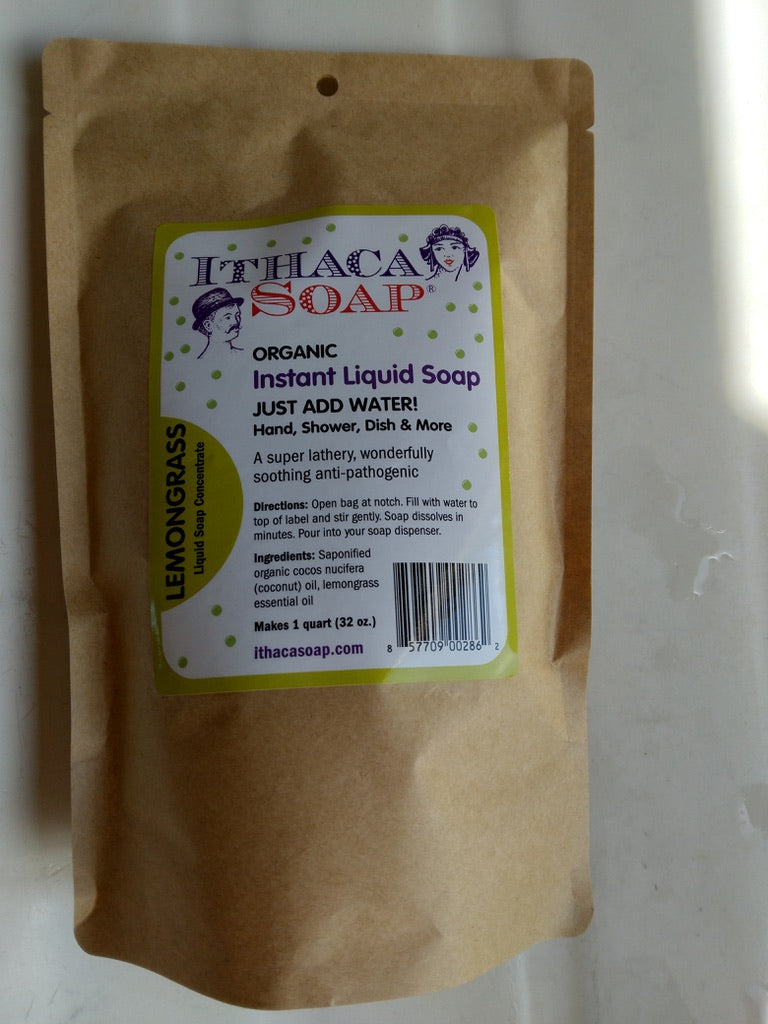 ITHACA
SOAP®
ORGANIC
Instant Liquid Soap
JUST ADD WATER!
Hand, Shower, Dish & More
A super lathery, wonderfully
soothing anti-pathogenic
LEMONGRASS
Liquid Soap Concentrate
Directions: Open bag at notch. Fill with water to
top of label and stir gently. Soap dissolves in
minutes. Pour into your soap dispenser.
Ingredients: Saponified
organic cocos nucifera
(coconut) oil, lemongrass
essential oil
Makes 1 quart (32 oz.)
ithacasoap.com
8 57709 00286 2